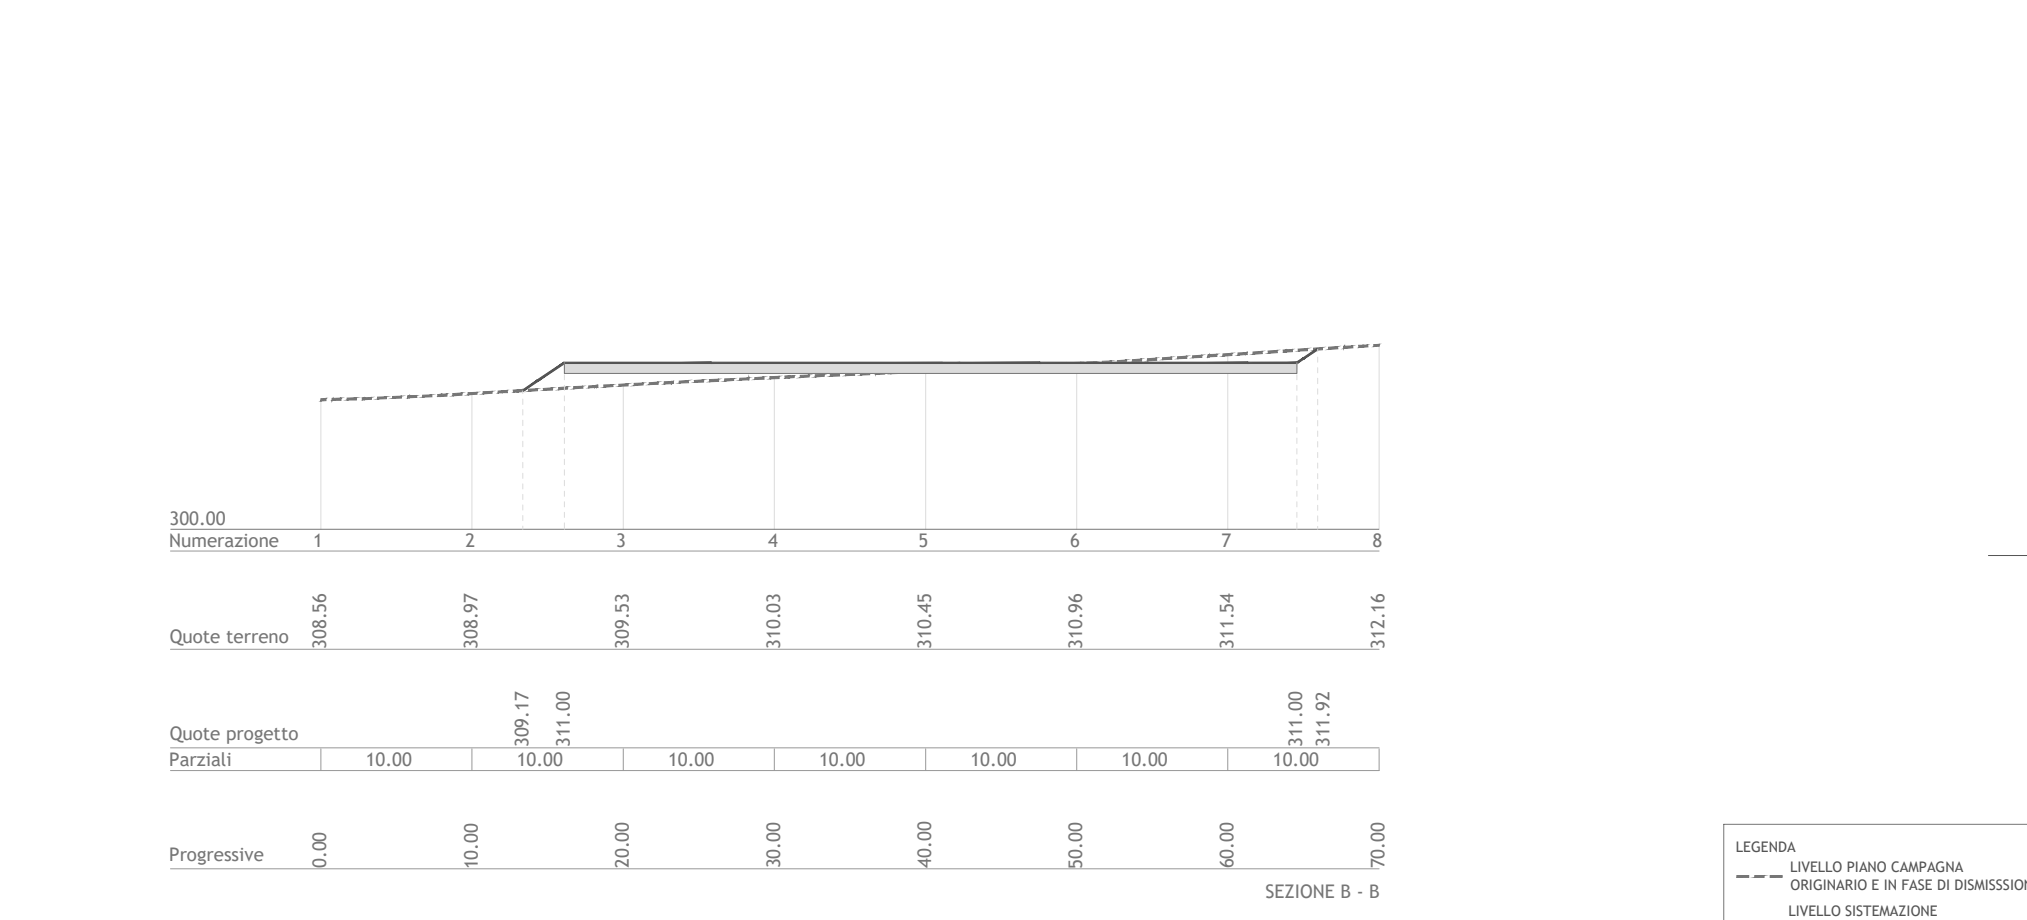 300.00
Numerazione 1 2 3 4 5 6 7 8
Quote terreno 308.56 308.97 309.53 310.03 310.45 310.96 311.54 312.16
Quote progetto 309.17 311.00 311.00 311.92
Parziali 10.00 10.00 10.00 10.00 10.00 10.00 10.00
Progressive 0.00 10.00 20.00 30.00 40.00 50.00 60.00 70.00
SEZIONE B - B
LEGENDA
LIVELLO PIANO CAMPAGNA
ORIGINARIO E IN FASE DI DISMISSSION
LIVELLO SISTEMAZIONE